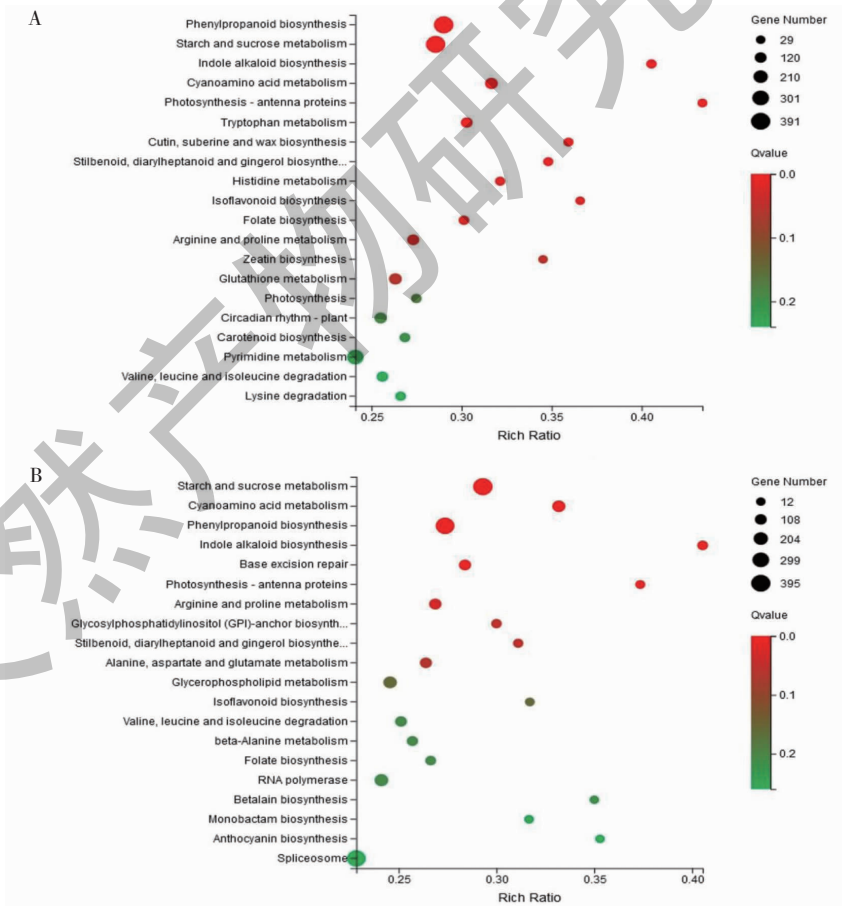 A
Phenylpropanoid biosynthesis
Starch and sucrose metabolism
Indole alkaloid biosynthesis
Cyanoamino acid metabolism
Photosynthesis - antenna proteins
Tryptophan metabolism
Cutin, suberine and wax biosynthesis
Stilbenoid, diarylheptanoid and gingerol biosynthe...
Histidine metabolism
Isoflavonoid biosynthesis
Folate biosynthesis
Arginine and proline metabolism
Zeatin biosynthesis
Glutathione metabolism
Photosynthesis
Circadian rhythm - plant
Carotenoid biosynthesis
Pyrimidine metabolism
Valine, leucine and isoleucine degradation
Lysine degradation
0.25 0.30 0.35 0.40
Rich Ratio
Gene Number
29
120
210
301
391
Qvalue
0.0
0.1
0.2
B
Starch and sucrose metabolism
Cyanoamino acid metabolism
Phenylpropanoid biosynthesis
Indole alkaloid biosynthesis
Base excision repair
Photosynthesis - antenna proteins
Arginine and proline metabolism
Glycosylphosphatidylinositol (GPI)-anchor biosynth...
Stilbenoid, diarylheptanoid and gingerol biosynthe...
Alanine, aspartate and glutamate metabolism
Glycerophospholipid metabolism
Isoflavonoid biosynthesis
Valine, leucine and isoleucine degradation
beta-Alanine metabolism
Folate biosynthesis
RNA polymerase
Betalain biosynthesis
Monobactam biosynthesis
Anthocyanin biosynthesis
Spliceosome
0.25 0.30 0.35 0.40
Rich Ratio
Gene Number
12
108
204
299
395
Qvalue
0.0
0.1
0.2
然产物研究